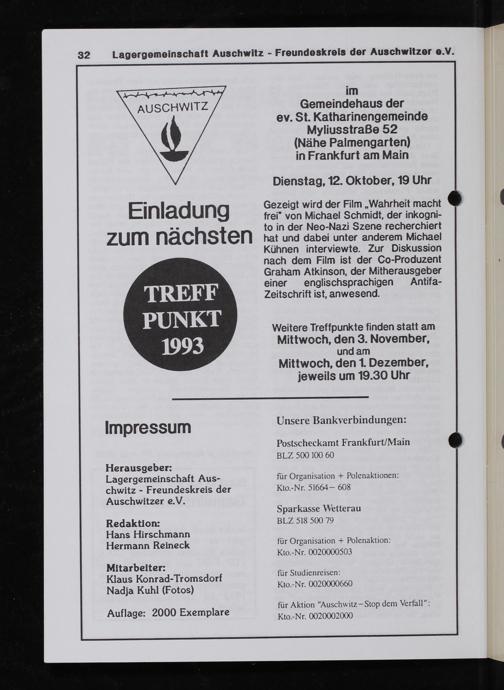 32 Lagergemeinschaft Auschwitz - Freundeskreis der Auschwitzer e.V.
AUSCHWITZ
Einladung
zum nächsten
TREFF
PUNKT
1993
im
Gemeindehaus der
ev. St. Katharinengemeinde
Myliusstraße 52
(Nähe Palmengarten)
in Frankfurt am Main
Dienstag, 12. Oktober, 19 Uhr
Gezeigt wird der Film „Wahrheit macht
frei" von Michael Schmidt, der inkogni-
to in der Neo-Nazi Szene recherchiert
hat und dabei unter anderem Michael
Kühnen interviewte. Zur Diskussion
nach dem Film ist der Co-Produzent
Graham Atkinson, der Mitherausgeber
einer englischsprachigen Antifa-
Zeitschrift ist, anwesend.
Weitere Treffpunkte finden statt am
Mittwoch, den 3. November,
und am
Mittwoch, den 1. Dezember,
jeweils um 19.30 Uhr
Impressum
Herausgeber:
Lagergemeinschaft Aus-
chwitz - Freundeskreis der
Auschwitzer e.V.
Redaktion:
Hans Hirschmann
Hermann Reineck
Mitarbeiter:
Klaus Konrad-Tromsdorf
Nadja Kuhl (Fotos)
Auflage: 2000 Exemplare
Unsere Bankverbindungen:
Postscheckamt Frankfurt/Main
BLZ 500 100 60
für Organisation + Polenaktionen:
Kto.-Nr. 51664– 608
Sparkasse Wetterau
BLZ 518 500 79
für Organisation + Polenaktion:
Kto.-Nr. 0020000503
für Studienreisen:
Kto.-Nr. 0020000660
für Aktion "Auschwitz–Stop dem Verfall":
Kto.-Nr. 0020002000